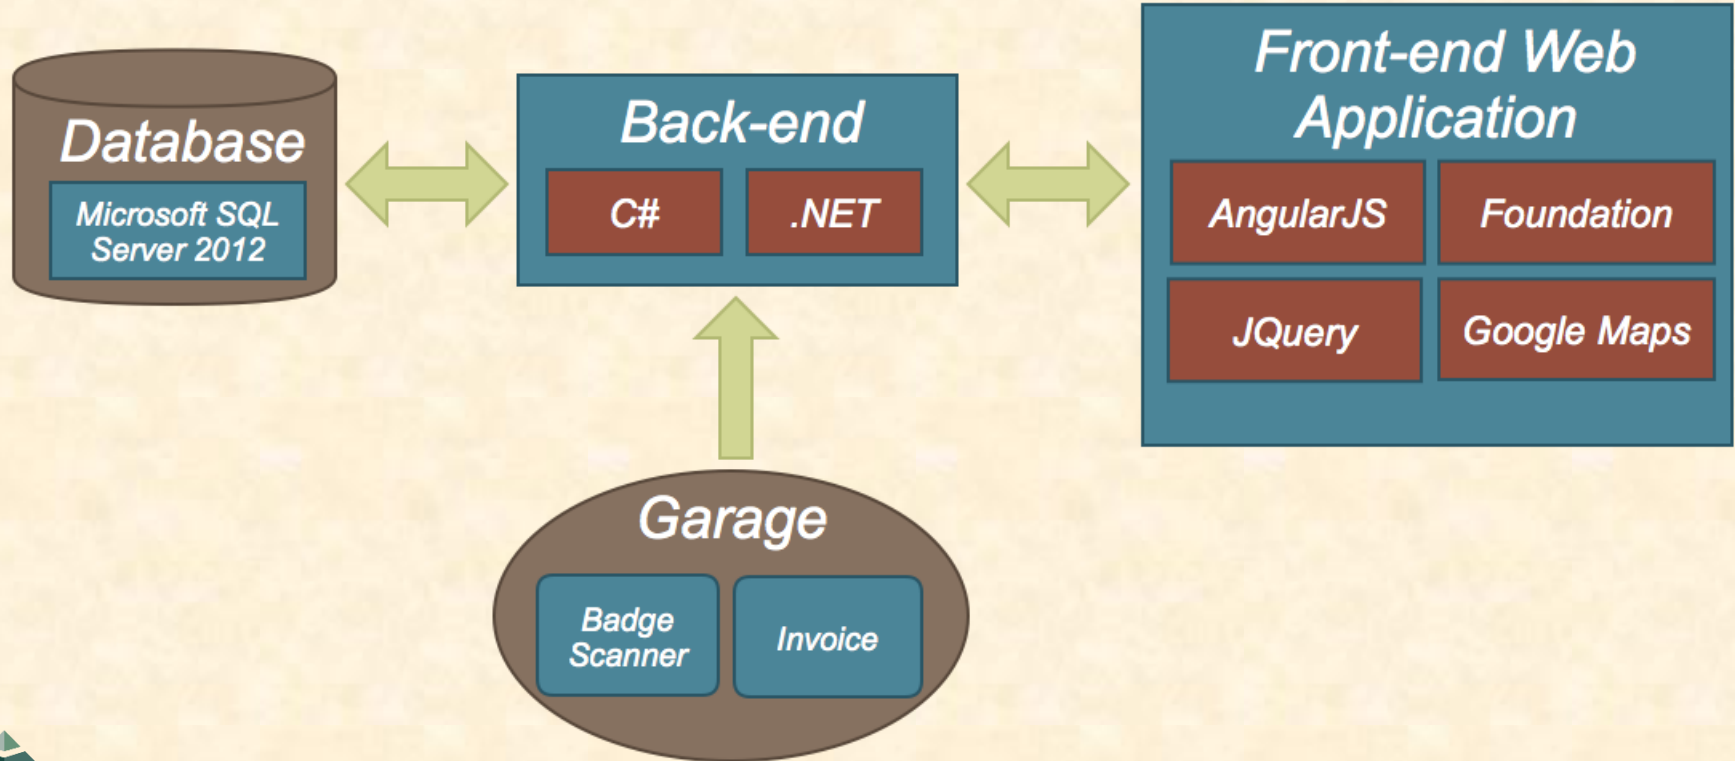 Database
Microsoft SQL
Server 2012
Back-end
C#
.NET
Front-end Web
Application
AngularJS
Foundation
JQuery
Google Maps
Garage
Badge
Scanner
Invoice